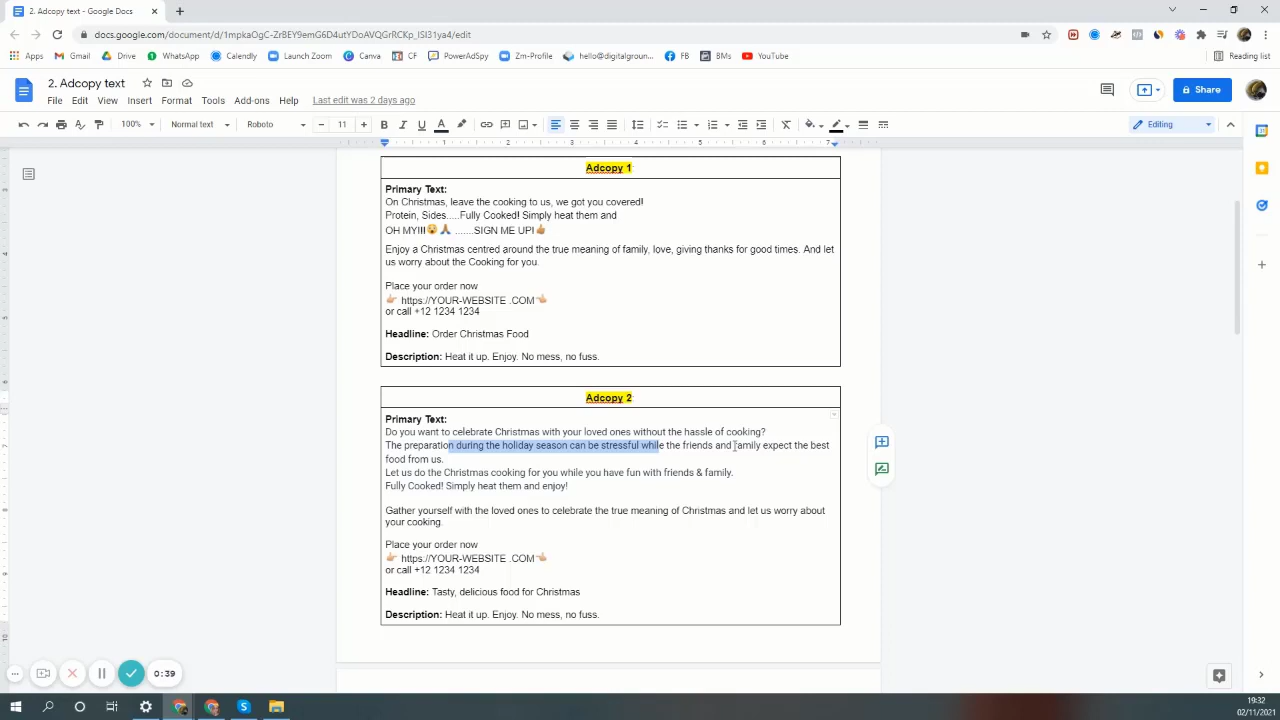 2. Adcopy text - Google Docs
docs.google.com/document/d/1mpkaOgC-ZrBEY9emG6D4utYDoAVQGrRCKp_ISI31ya4/edit
Apps Gmail Drive WhatsApp Calendly Launch Zoom Canva CF PowerAdSpy Zm-Profile hello@digitalgroun... FB 8Ms YouTube Reading list
2. Adcopy text
File Edit View Insert Format Tools Add-ons Help Last edit was 2 days ago
Share
100% Normal text Roboto 11 Editing
1 2 3 4 5 6 7
Adcopy 1
Primary Text:
On Christmas, leave the cooking to us, we got you covered!
Protein, Sides.....Fully Cooked! Simply heat them and
OH MY!!!😲🙏 .......SIGN ME UP!👍
Enjoy a Christmas centred around the true meaning of family, love, giving thanks for good times. And let
us worry about the Cooking for you.
Place your order now
👉 https://YOUR-WEBSITE .COM👈
or call +12 1234 1234
Headline: Order Christmas Food
Description: Heat it up. Enjoy. No mess, no fuss.
Adcopy 2
Primary Text:
Do you want to celebrate Christmas with your loved ones without the hassle of cooking?
The preparation during the holiday season can be stressful while the friends and family expect the best
food from us.
Let us do the Christmas cooking for you while you have fun with friends & family.
Fully Cooked! Simply heat them and enjoy!
Gather yourself with the loved ones to celebrate the true meaning of Christmas and let us worry about
your cooking.
Place your order now
👉 https://YOUR-WEBSITE .COM👈
or call +12 1234 1234
Headline: Tasty, delicious food for Christmas
Description: Heat it up. Enjoy. No mess, no fuss.
0:39
19:32
02/11/2021